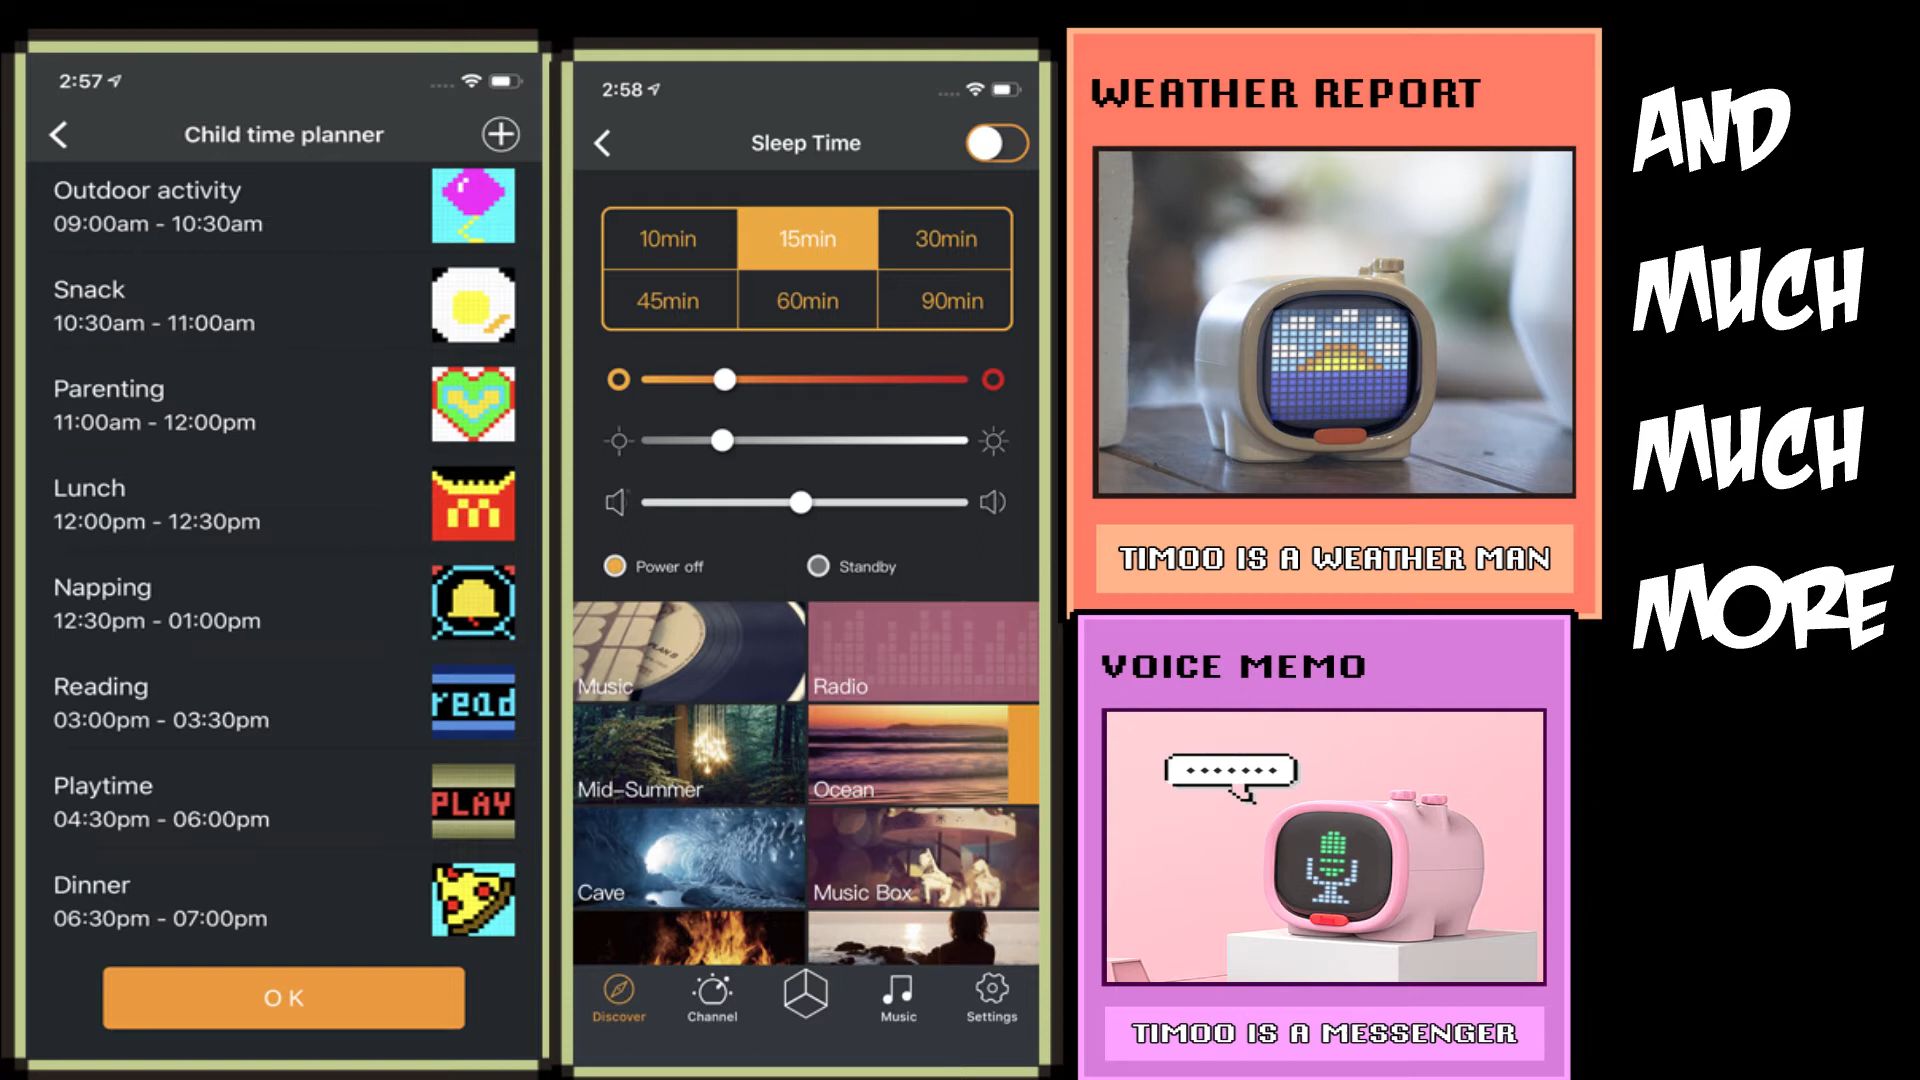 2:57
Child time planner
Outdoor activity
09:00am - 10:30am
Snack
10:30am - 11:00am
Parenting
11:00am - 12:00pm
Lunch
12:00pm - 12:30pm
Napping
12:30pm - 01:00pm
Reading
03:00pm - 03:30pm
read
Playtime
04:30pm - 06:00pm
PLAY
Dinner
06:30pm - 07:00pm
OK
2:58
Sleep Time
10min 15min 30min
45min 60min 90min
Power off Standby
PLAN B
Music Radio
Mid-Summer Ocean
Cave Music Box
Discover Channel Music Settings
WEATHER REPORT
TIMOO IS A WEATHER MAN
VOICE MEMO
TIMOO IS A MESSENGER
AND
MUCH
MUCH
MORE